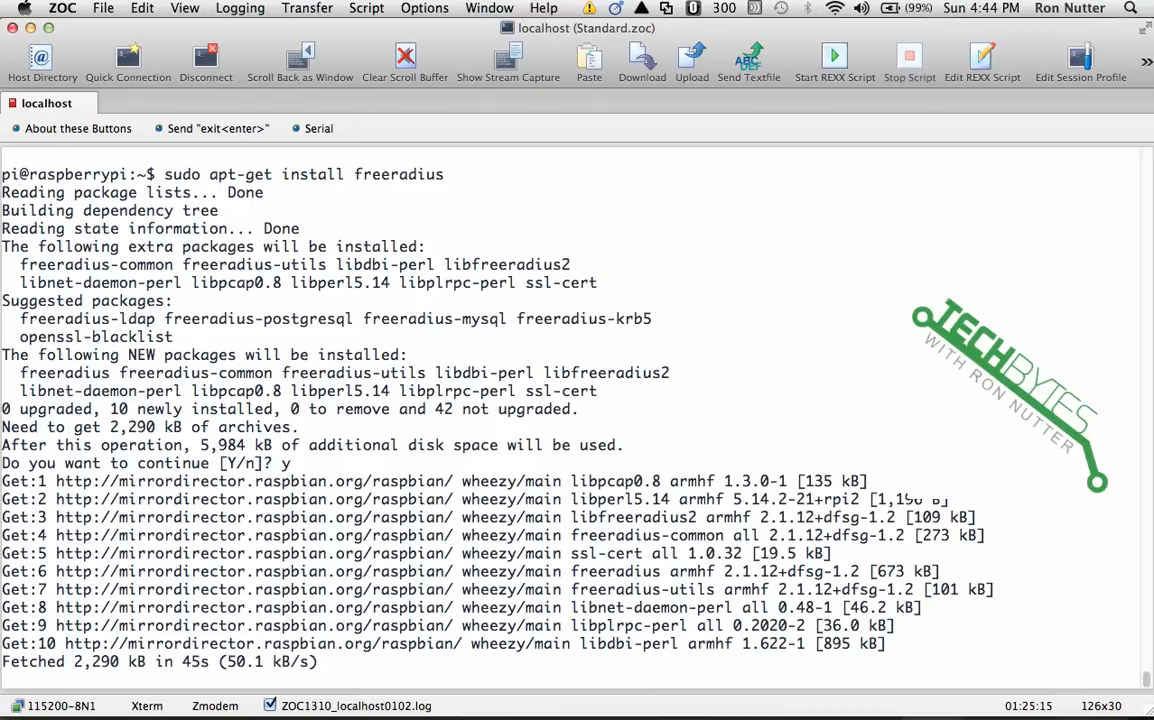 ZOC File Edit View Logging Transfer Script Options Window Help 300 (99%) Sun 4:44 PM Ron Nutter
localhost (Standard.zoc)
Host Directory Quick Connection Disconnect Scroll Back as Window Clear Scroll Buffer Show Stream Capture Paste Download Upload Send Textfile Start REXX Script Stop Script Edit REXX Script Edit Session Profile »
localhost
About these Buttons Send "exit<enter>" Serial
pi@raspberrypi:~$ sudo apt-get install freeradius
Reading package lists... Done
Building dependency tree
Reading state information... Done
The following extra packages will be installed:
freeradius-common freeradius-utils libdbi-perl libfreeradius2
libnet-daemon-perl libpcap0.8 libperl5.14 libplrpc-perl ssl-cert
Suggested packages:
freeradius-ldap freeradius-postgresql freeradius-mysql freeradius-krb5
openssl-blacklist
The following NEW packages will be installed:
freeradius freeradius-common freeradius-utils libdbi-perl libfreeradius2
libnet-daemon-perl libpcap0.8 libperl5.14 libplrpc-perl ssl-cert
0 upgraded, 10 newly installed, 0 to remove and 42 not upgraded.
Need to get 2,290 kB of archives.
After this operation, 5,984 kB of additional disk space will be used.
Do you want to continue [Y/n]? y
Get:1 http://mirrordirector.raspbian.org/raspbian/ wheezy/main libpcap0.8 armhf 1.3.0-1 [135 kB]
Get:2 http://mirrordirector.raspbian.org/raspbian/ wheezy/main libperl5.14 armhf 5.14.2-21+rpi2
Get:3 http://mirrordirector.raspbian.org/raspbian/ wheezy/main libfreeradius2 armhf 2.1.12+dfsg-1.2 [109 kB]
Get:4 http://mirrordirector.raspbian.org/raspbian/ wheezy/main freeradius-common all 2.1.12+dfsg-1.2 [273 kB]
Get:5 http://mirrordirector.raspbian.org/raspbian/ wheezy/main ssl-cert all 1.0.32 [19.5 kB]
Get:6 http://mirrordirector.raspbian.org/raspbian/ wheezy/main freeradius armhf 2.1.12+dfsg-1.2 [673 kB]
Get:7 http://mirrordirector.raspbian.org/raspbian/ wheezy/main freeradius-utils armhf 2.1.12+dfsg-1.2 [101 kB]
Get:8 http://mirrordirector.raspbian.org/raspbian/ wheezy/main libnet-daemon-perl all 0.48-1 [46.2 kB]
Get:9 http://mirrordirector.raspbian.org/raspbian/ wheezy/main libplrpc-perl all 0.2020-2 [36.0 kB]
Get:10 http://mirrordirector.raspbian.org/raspbian/ wheezy/main libdbi-perl armhf 1.622-1 [895 kB]
Fetched 2,290 kB in 45s (50.1 kB/s)
TECHBYTES
WITH RON NUTTER
115200-8N1 Xterm Zmodem ZOC1310_localhost0102.log 01:25:15 126x30